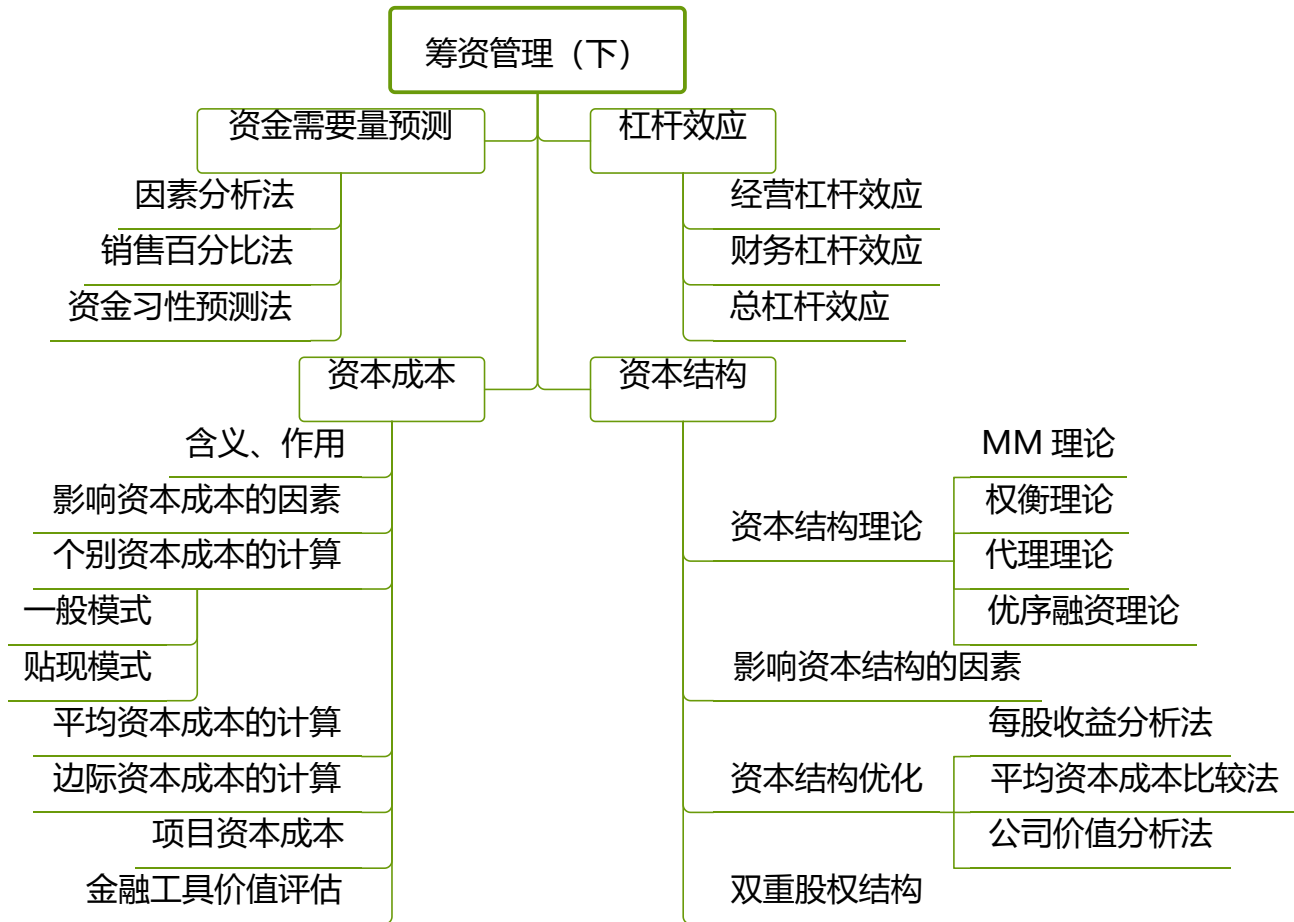 筹资管理（下）
资金需要量预测
因素分析法
销售百分比法
资金习性预测法
杠杆效应
经营杠杆效应
财务杠杆效应
总杠杆效应
资本成本
含义、作用
影响资本成本的因素
个别资本成本的计算
一般模式
贴现模式
平均资本成本的计算
边际资本成本的计算
项目资本成本
金融工具价值评估
资本结构
资本结构理论
MM 理论
权衡理论
代理理论
优序融资理论
影响资本结构的因素
资本结构优化
每股收益分析法
平均资本成本比较法
公司价值分析法
双重股权结构